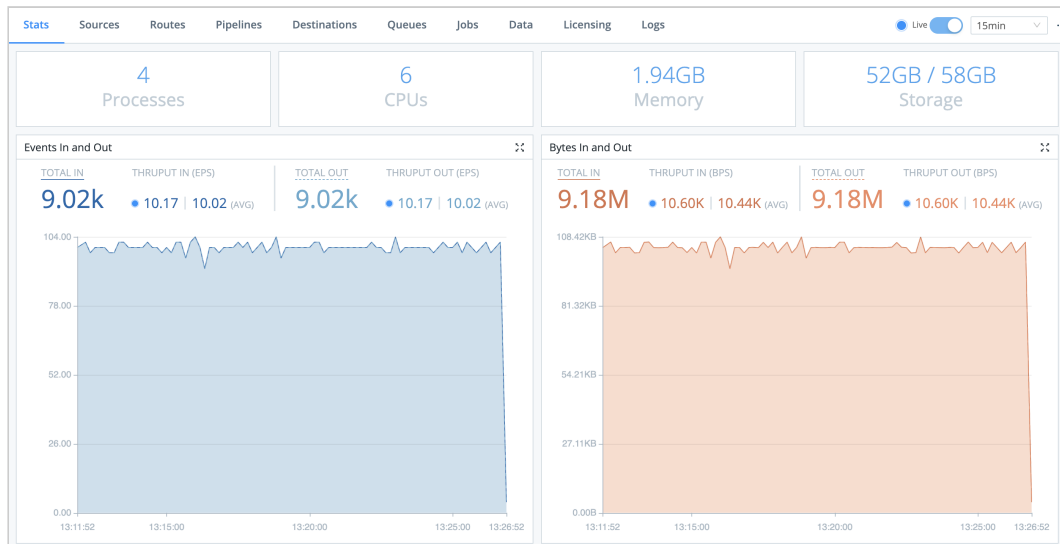 Stats Sources Routes Pipelines Destinations Queues Jobs Data Licensing Logs Live 15min
4
Processes
6
CPUs
1.94GB
Memory
52GB / 58GB
Storage
Events In and Out
TOTAL IN THRUPUT IN (EPS) TOTAL OUT THRUPUT OUT (EPS)
9.02k 10.17 | 10.02 (AVG) 9.02k 10.17 | 10.02 (AVG)
104.00
78.00
52.00
26.00
0.00
13:11:52 13:15:00 13:20:00 13:25:00 13:26:52
Bytes In and Out
TOTAL IN THRUPUT IN (BPS) TOTAL OUT THRUPUT OUT (BPS)
9.18M 10.60K | 10.44K (AVG) 9.18M 10.60K | 10.44K (AVG)
108.42KB
81.32KB
54.21KB
27.11KB
0.00B
13:11:52 13:15:00 13:20:00 13:25:00 13:26:52